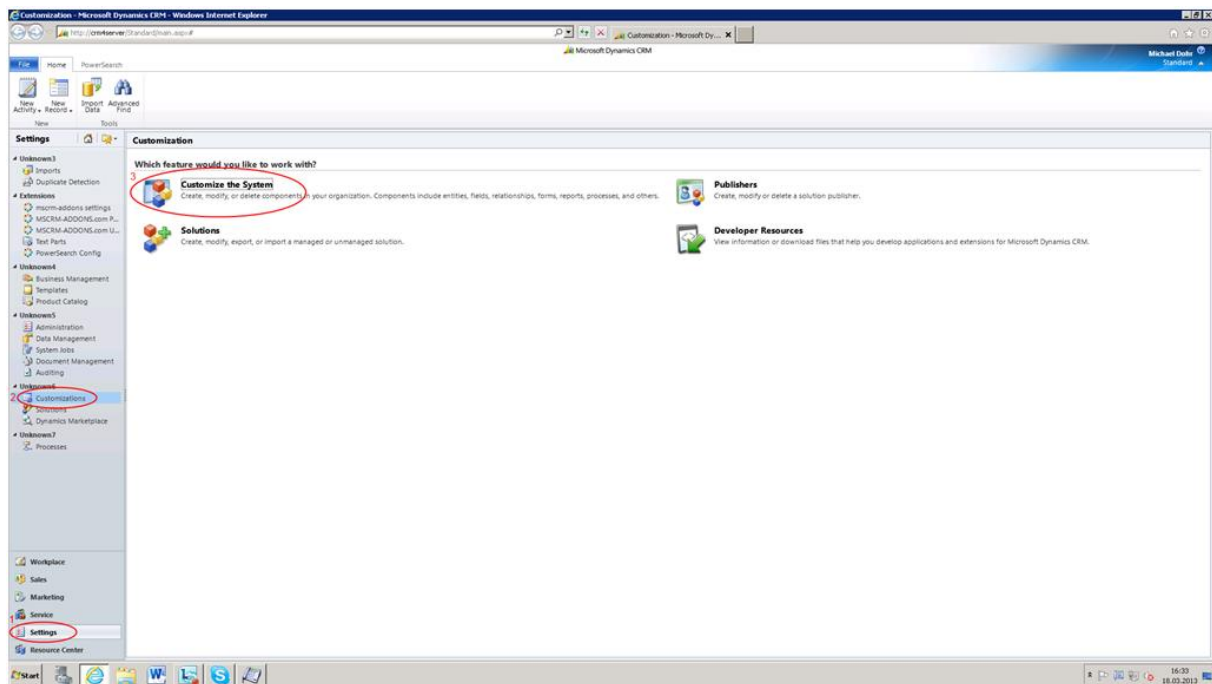 Customization - Microsoft Dynamics CRM - Windows Internet Explorer
http://crm4server/Standard/main.aspx#
Customization - Microsoft Dy...
Microsoft Dynamics CRM
Michael Dohr
Standard
File Home PowerSearch
New Activity
New Record
Import Data
Advanced Find
New
Tools
Settings
Customization
Unknown3
Imports
Duplicate Detection
Extensions
mscrm-addons settings
MSCRM-ADDONS.com P...
MSCRM-ADDONS.com U...
Text Parts
PowerSearch Config
Unknown4
Business Management
Templates
Product Catalog
Unknown5
Administration
Data Management
System Jobs
Document Management
Auditing
Unknown6
2 Customizations
Solutions
Dynamics Marketplace
Unknown7
Processes
Workplace
Sales
Marketing
Service
1
Settings
Resource Center
Which feature would you like to work with?
3
Customize the System
Create, modify, or delete components in your organization. Components include entities, fields, relationships, forms, reports, processes, and others.
Publishers
Create, modify or delete a solution publisher.
Solutions
Create, modify, export, or import a managed or unmanaged solution.
Developer Resources
View information or download files that help you develop applications and extensions for Microsoft Dynamics CRM.
Start
16:33
18.03.2013